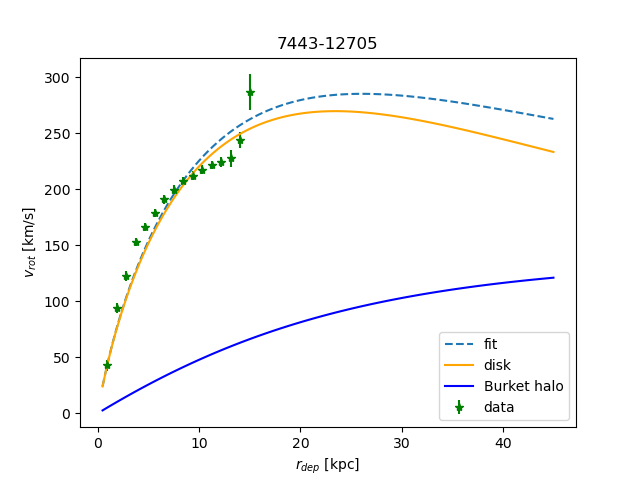 7443-12705
300
250
200
150
100
50
0
v_rot [km/s]
0 10 20 30 40
r_dep [kpc]
fit
disk
Burket halo
data